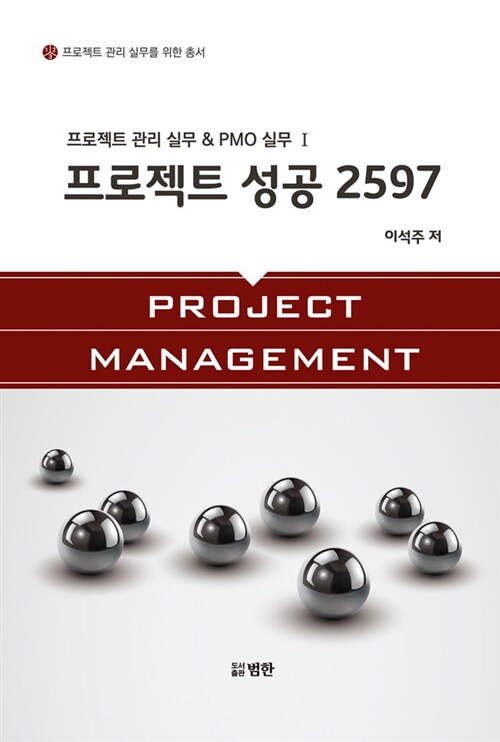 프로젝트 관리 실무를 위한 총서
프로젝트 관리 실무 & PMO 실무 I
프로젝트 성공 2597
이석주 저
PROJECT
MANAGEMENT
도서
출판 범한